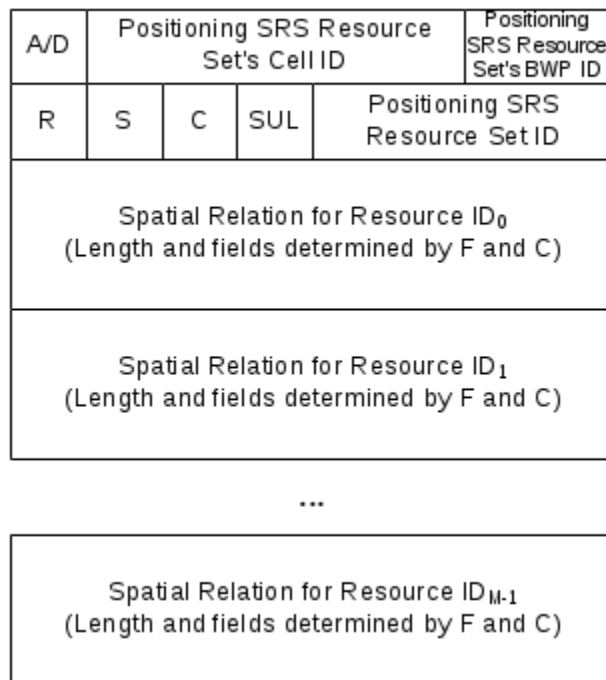 A/D
Positioning SRS Resource
Set's Cell ID
Positioning
SRS Resource
Set's BWP ID
R
S
C
SUL
Positioning SRS
Resource Set ID
Spatial Relation for Resource ID0
(Length and fields determined by F and C)
Spatial Relation for Resource ID1
(Length and fields determined by F and C)
...
Spatial Relation for Resource IDM-1
(Length and fields determined by F and C)